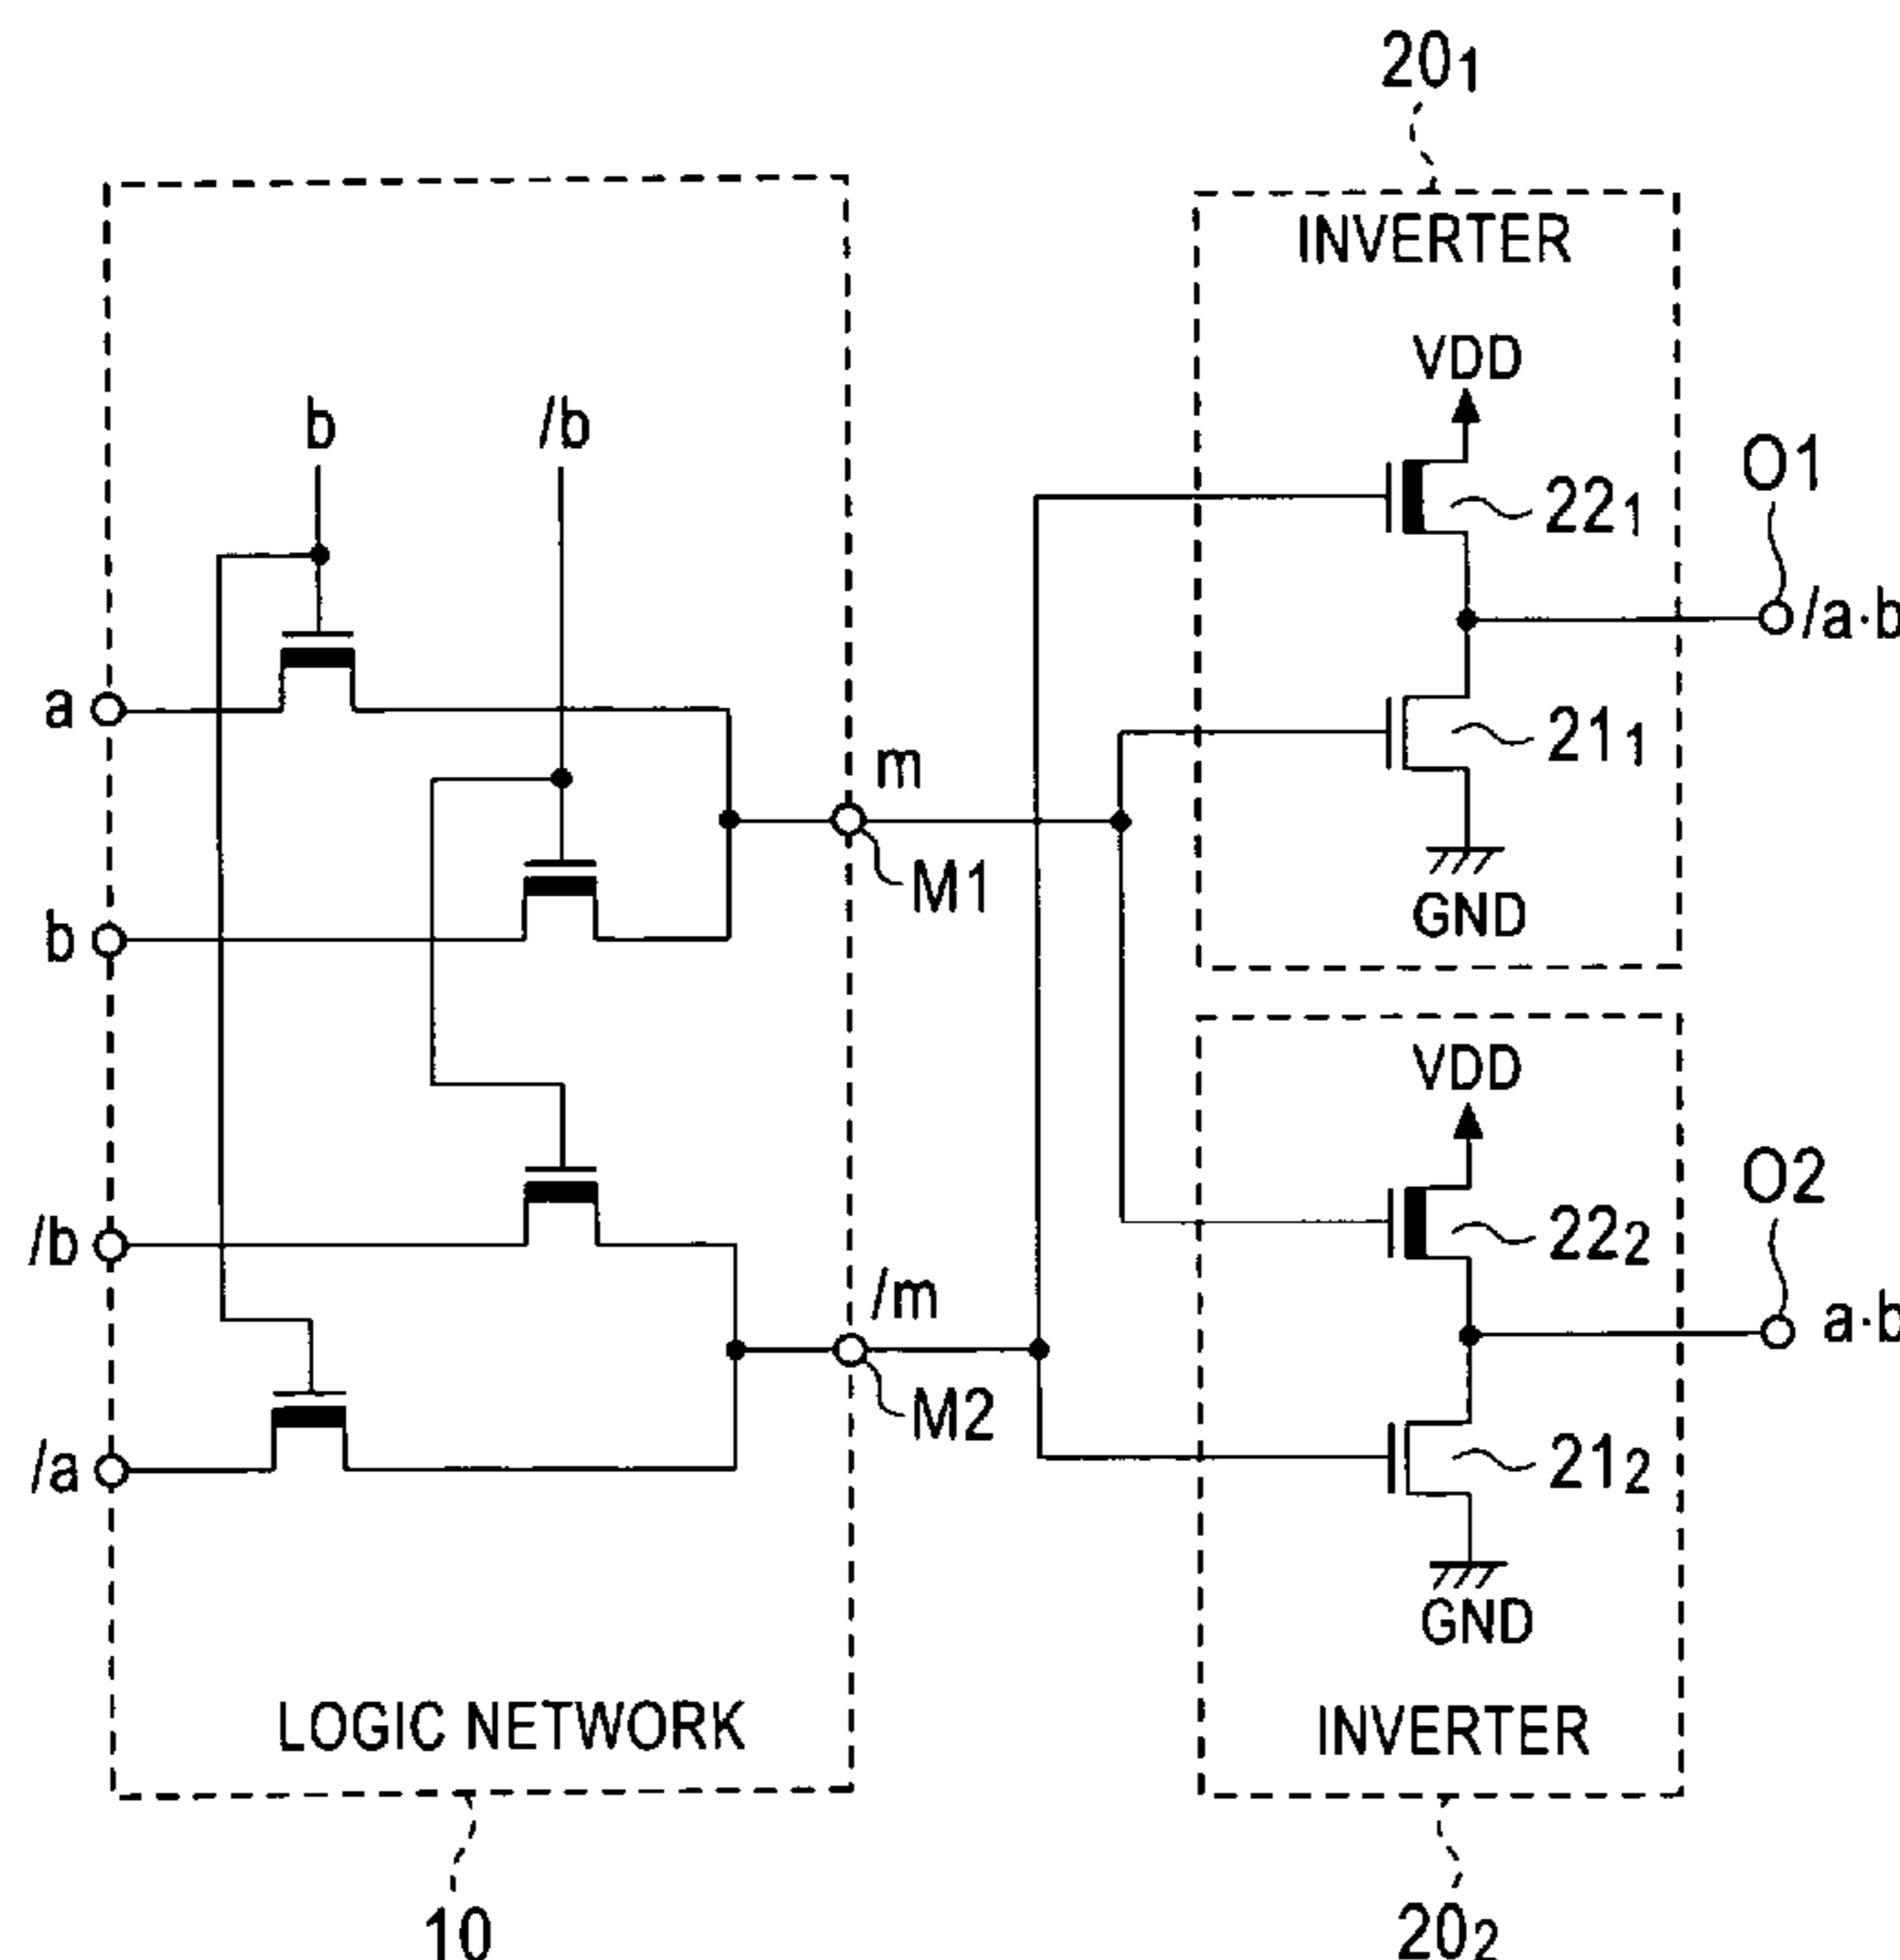 20₁
INVERTER
VDD
b
/b
O1
22₁
/a·b
a
21₁
m
M1
b
GND
VDD
O2
22₂
/b
/m
a·b
M2
21₂
/a
GND
LOGIC NETWORK
INVERTER
10
20₂